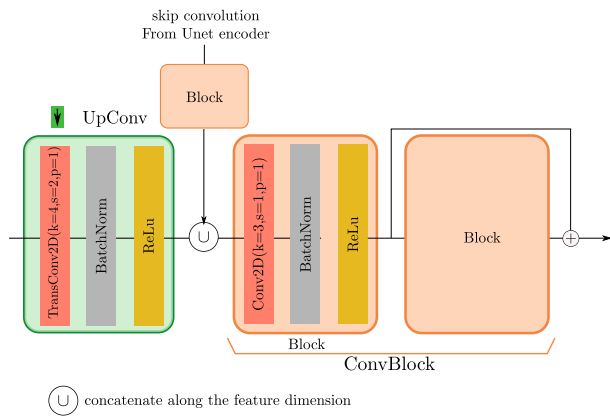 skip convolution
From Unet encoder
Block
UpConv
TransConv2D(k=4,s=2,p=1)
BatchNorm
ReLu
∪
Conv2D(k=3,s=1,p=1)
BatchNorm
ReLu
Block
Block
+
ConvBlock
∪ concatenate along the feature dimension